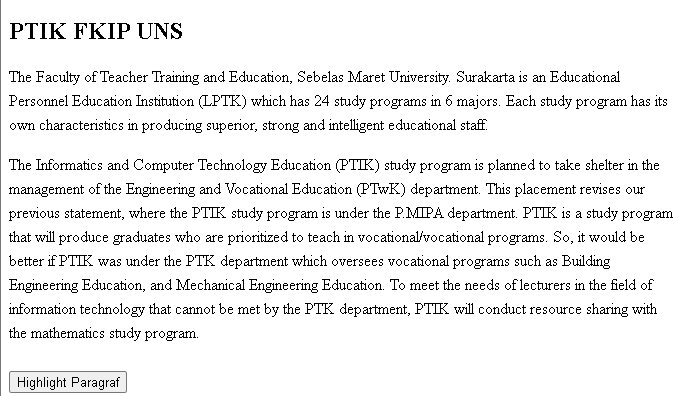 PTIK FKIP UNS
The Faculty of Teacher Training and Education, Sebelas Maret University. Surakarta is an Educational
Personnel Education Institution (LPTK) which has 24 study programs in 6 majors. Each study program has its
own characteristics in producing superior, strong and intelligent educational staff.
The Informatics and Computer Technology Education (PTIK) study program is planned to take shelter in the
management of the Engineering and Vocational Education (PTwK) department. This placement revises our
previous statement, where the PTIK study program is under the P.MIPA department. PTIK is a study program
that will produce graduates who are prioritized to teach in vocational/vocational programs. So, it would be
better if PTIK was under the PTK department which oversees vocational programs such as Building
Engineering Education, and Mechanical Engineering Education. To meet the needs of lecturers in the field of
information technology that cannot be met by the PTK department, PTIK will conduct resource sharing with
the mathematics study program.
Highlight Paragraf